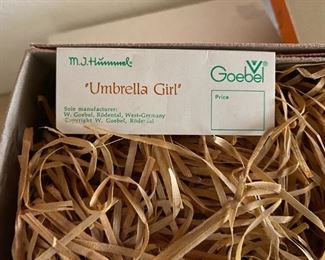 M.J.Hummel
"Umbrella Girl"
Sole manufacturer:
W. Goebel, Rödental, West-Germany
Copyright W. Goebel, Rödental
Goebel
Price